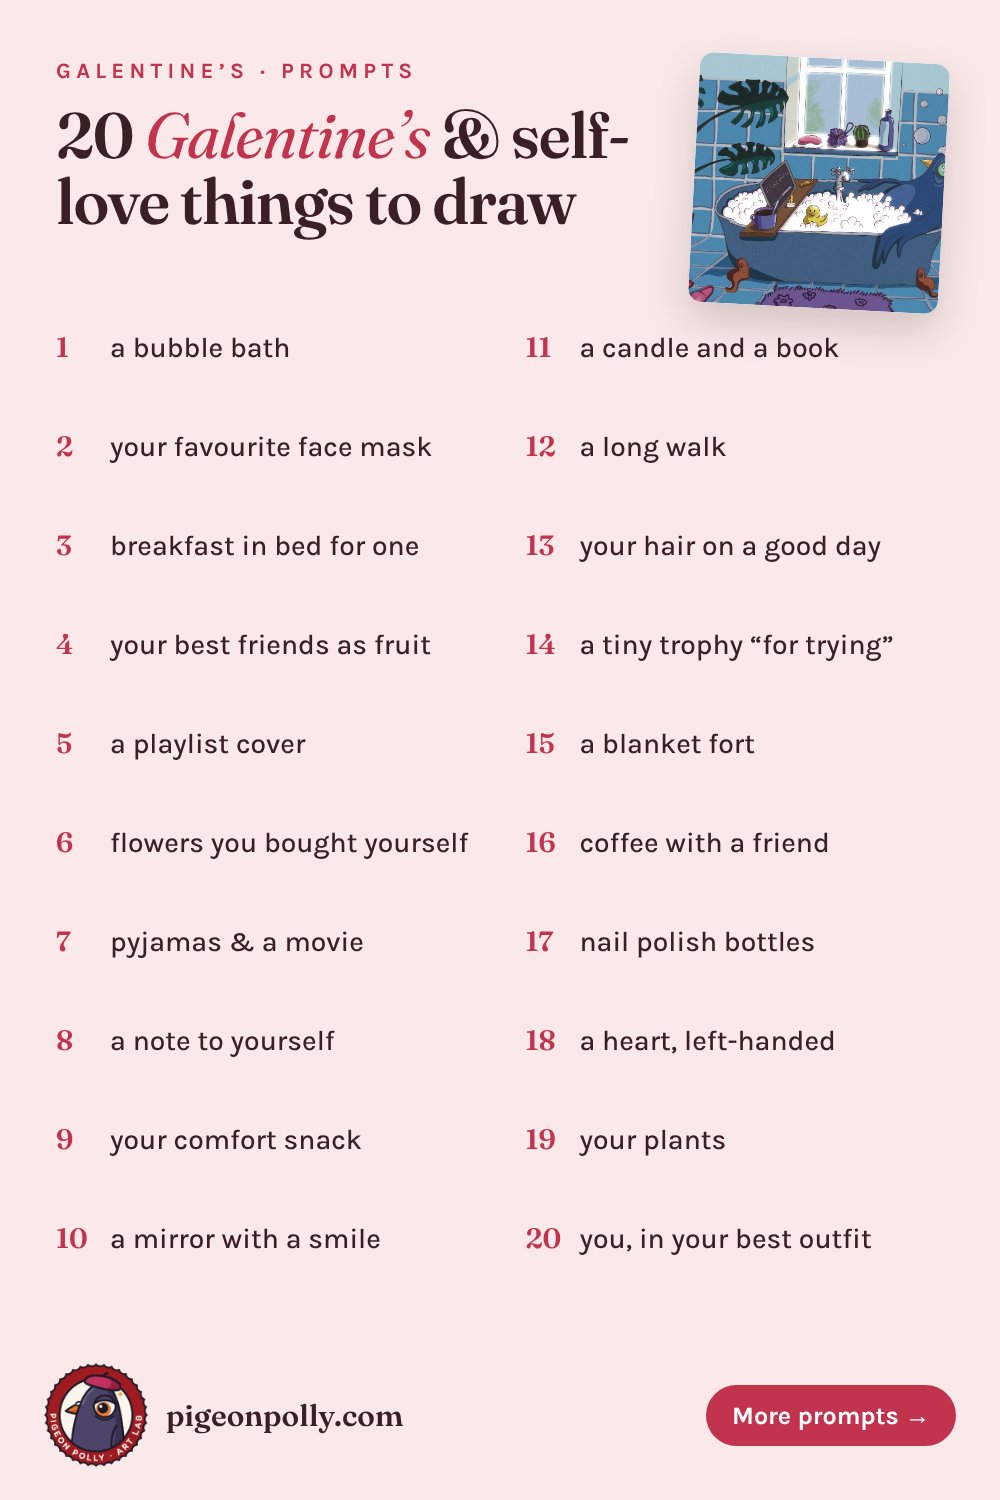 GALENTINE’S · PROMPTS
20 Galentine’s & self-
love things to draw
1 a bubble bath
2 your favourite face mask
3 breakfast in bed for one
4 your best friends as fruit
5 a playlist cover
6 flowers you bought yourself
7 pyjamas & a movie
8 a note to yourself
9 your comfort snack
10 a mirror with a smile
11 a candle and a book
12 a long walk
13 your hair on a good day
14 a tiny trophy “for trying”
15 a blanket fort
16 coffee with a friend
17 nail polish bottles
18 a heart, left-handed
19 your plants
20 you, in your best outfit
PIGEON POLLY · ART LAB
pigeonpolly.com
More prompts →